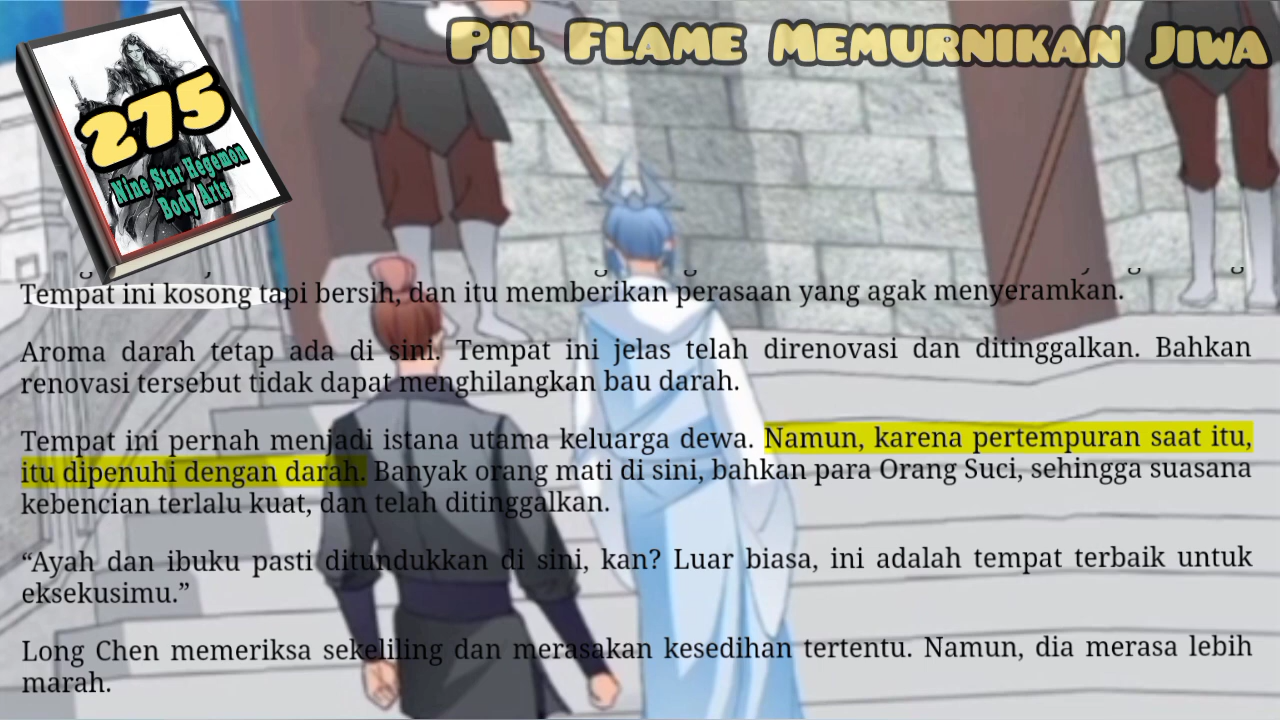 PIL FLAME MEMURNIKAN JIWA
275
Nine Star Hegemon
Body Arts
Tempat ini kosong tapi bersih, dan itu memberikan perasaan yang agak menyeramkan.
Aroma darah tetap ada di sini. Tempat ini jelas telah direnovasi dan ditinggalkan. Bahkan
renovasi tersebut tidak dapat menghilangkan bau darah.
Tempat ini pernah menjadi istana utama keluarga dewa. Namun, karena pertempuran saat itu,
itu dipenuhi dengan darah. Banyak orang mati di sini, bahkan para Orang Suci, sehingga suasana
kebencian terlalu kuat, dan telah ditinggalkan.
“Ayah dan ibuku pasti ditundukkan di sini, kan? Luar biasa, ini adalah tempat terbaik untuk
eksekusimu.”
Long Chen memeriksa sekeliling dan merasakan kesedihan tertentu. Namun, dia merasa lebih
marah.